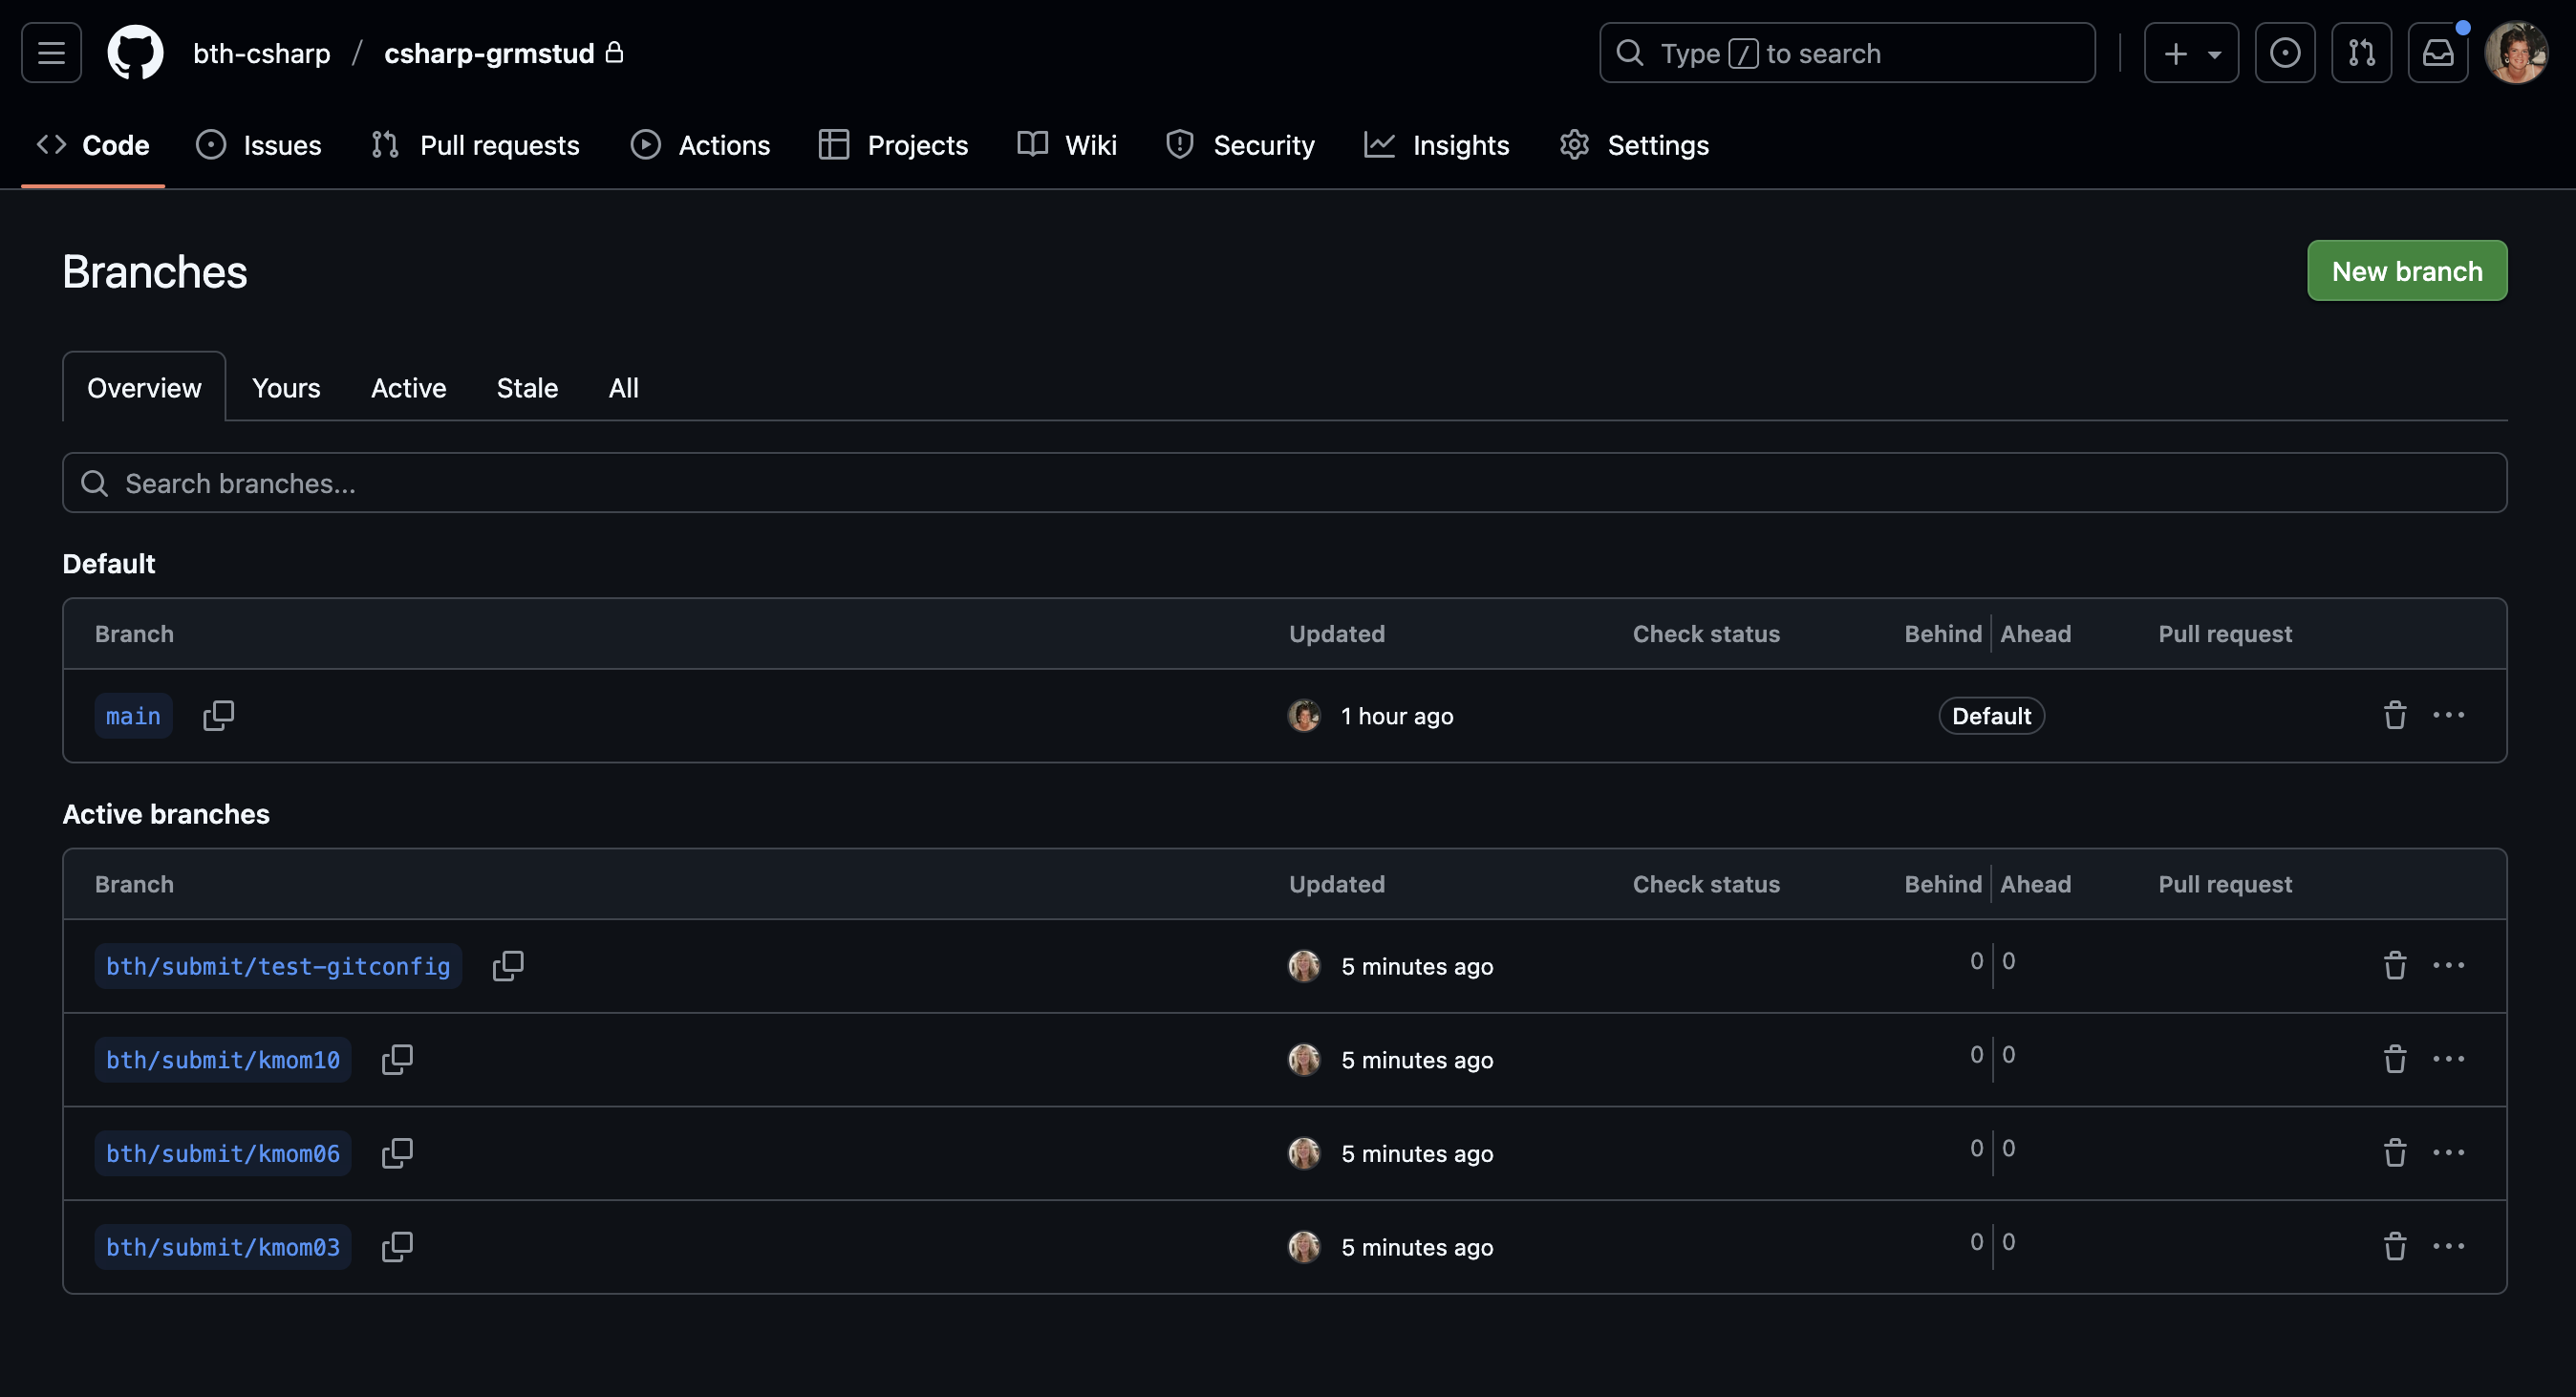 bth-csharp / csharp-grmstud
Type / to search
Code Issues Pull requests Actions Projects Wiki Security Insights Settings
Branches
New branch
Overview Yours Active Stale All
Search branches...
Default
Branch Updated Check status Behind Ahead Pull request
main 1 hour ago Default
Active branches
Branch Updated Check status Behind Ahead Pull request
bth/submit/test-gitconfig 5 minutes ago 0 0
bth/submit/kmom10 5 minutes ago 0 0
bth/submit/kmom06 5 minutes ago 0 0
bth/submit/kmom03 5 minutes ago 0 0